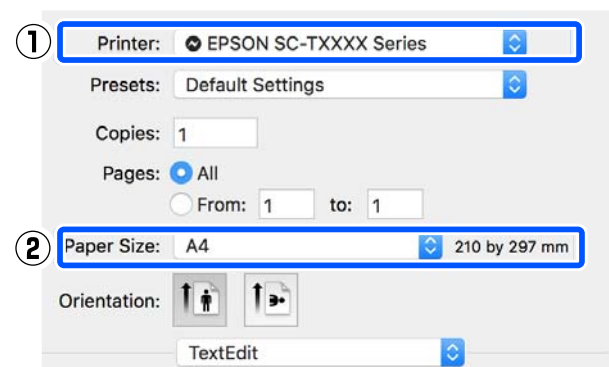 ① Printer: EPSON SC-TXXXX Series
Presets: Default Settings
Copies: 1
Pages: All
From: 1 to: 1
② Paper Size: A4 210 by 297 mm
Orientation:
TextEdit